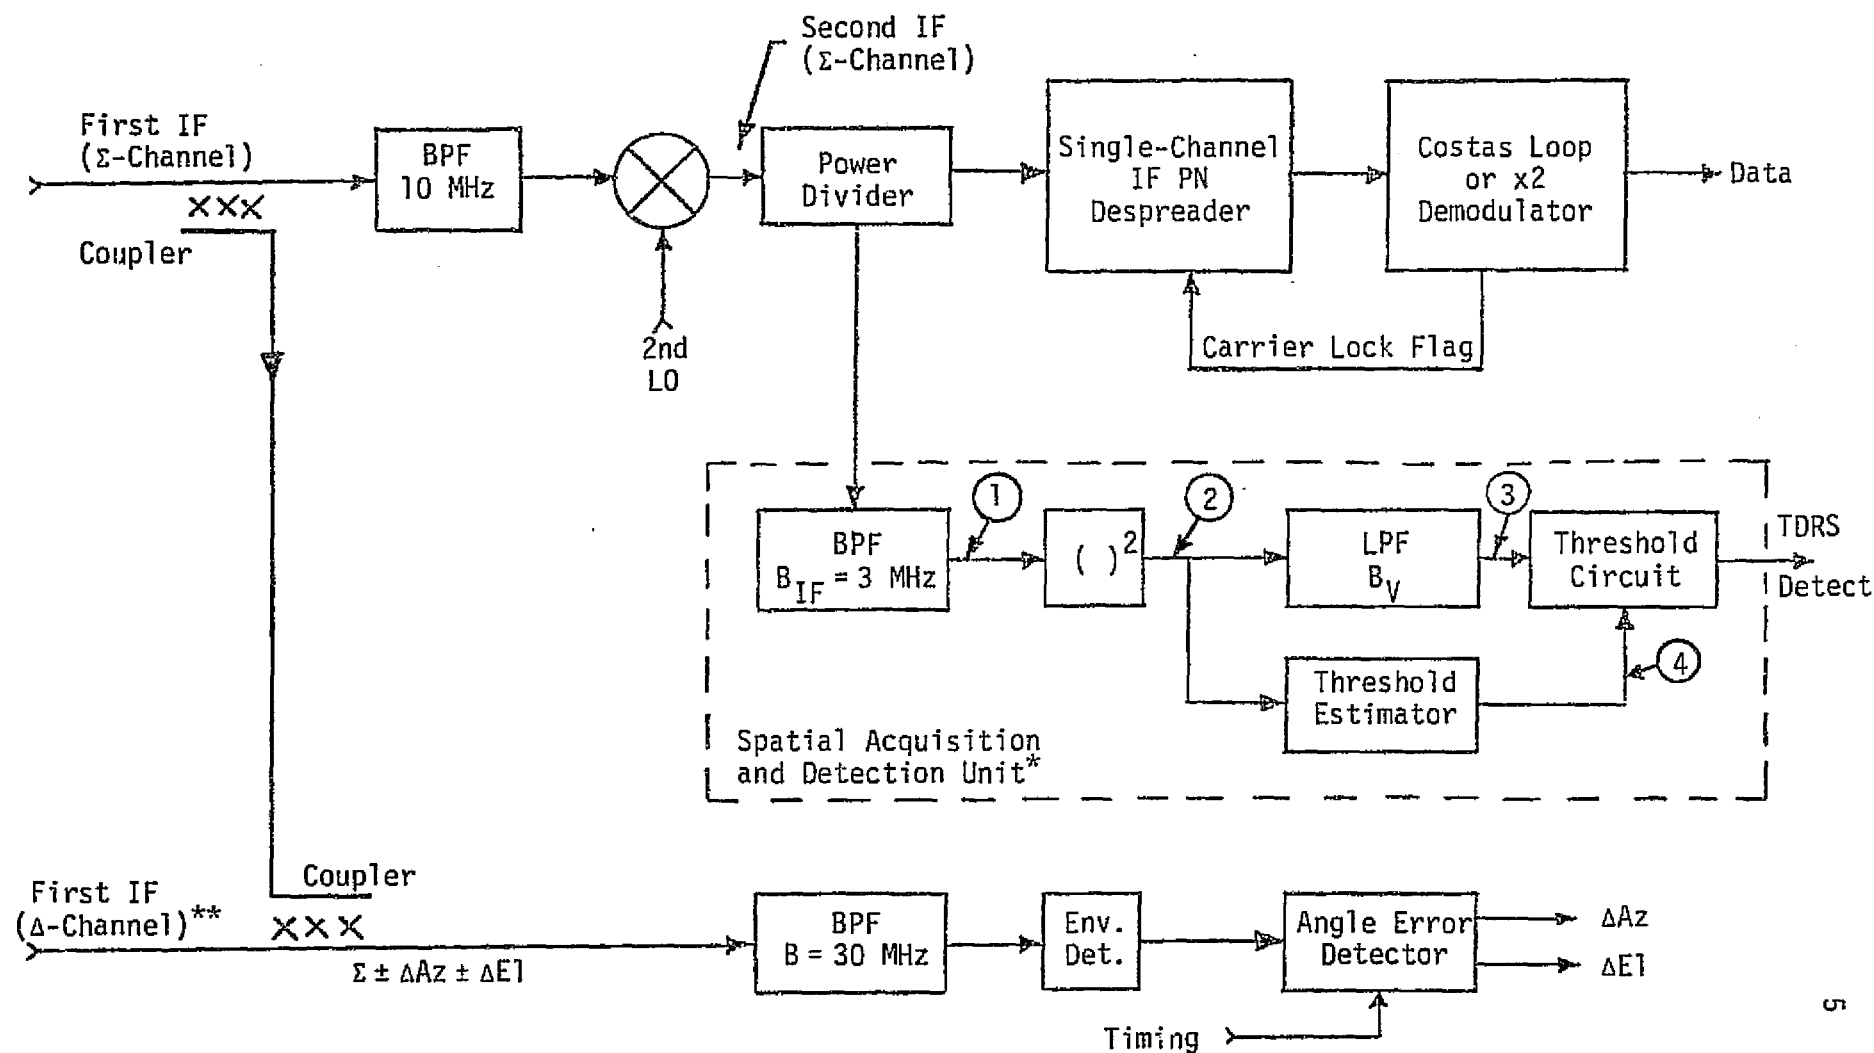 Second IF
(Σ-Channel)
First IF
(Σ-Channel)
BPF
10 MHz
Power
Divider
Single-Channel
IF PN
Despreader
Costas Loop
or x2
Demodulator
Data
XXX
Coupler
2nd
LO
Carrier Lock Flag
1
2
3
BPF
B_IF = 3 MHz
( )²
LPF
B_V
Threshold
Circuit
TDRS
Detect
4
Threshold
Estimator
Spatial Acquisition
and Detection Unit*
Coupler
First IF
(Δ-Channel)**
XXX
Σ ± ΔAz ± ΔEl
BPF
B = 30 MHz
Env.
Det.
Angle Error
Detector
ΔAz
ΔEl
Timing
5